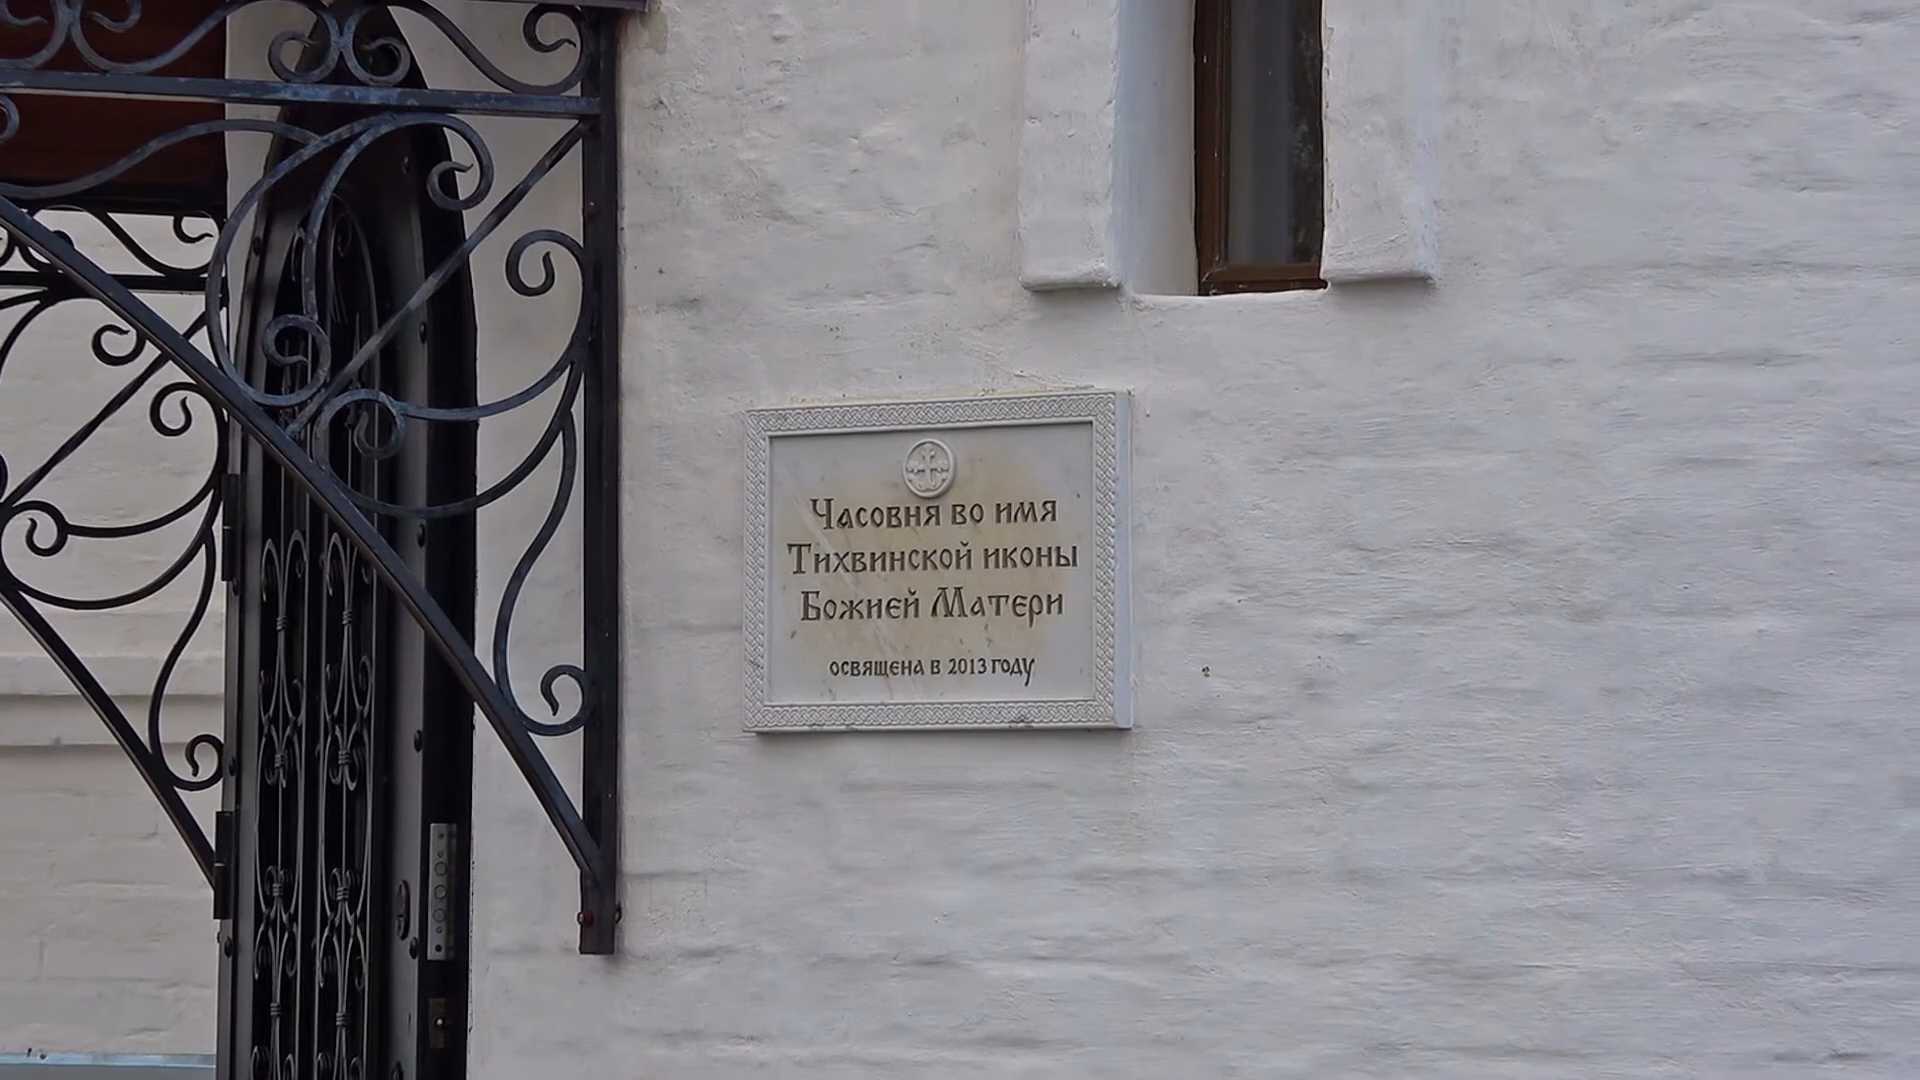 Часовня во имя
Тихвинской иконы
Божией Матери
освящена в 2013 году